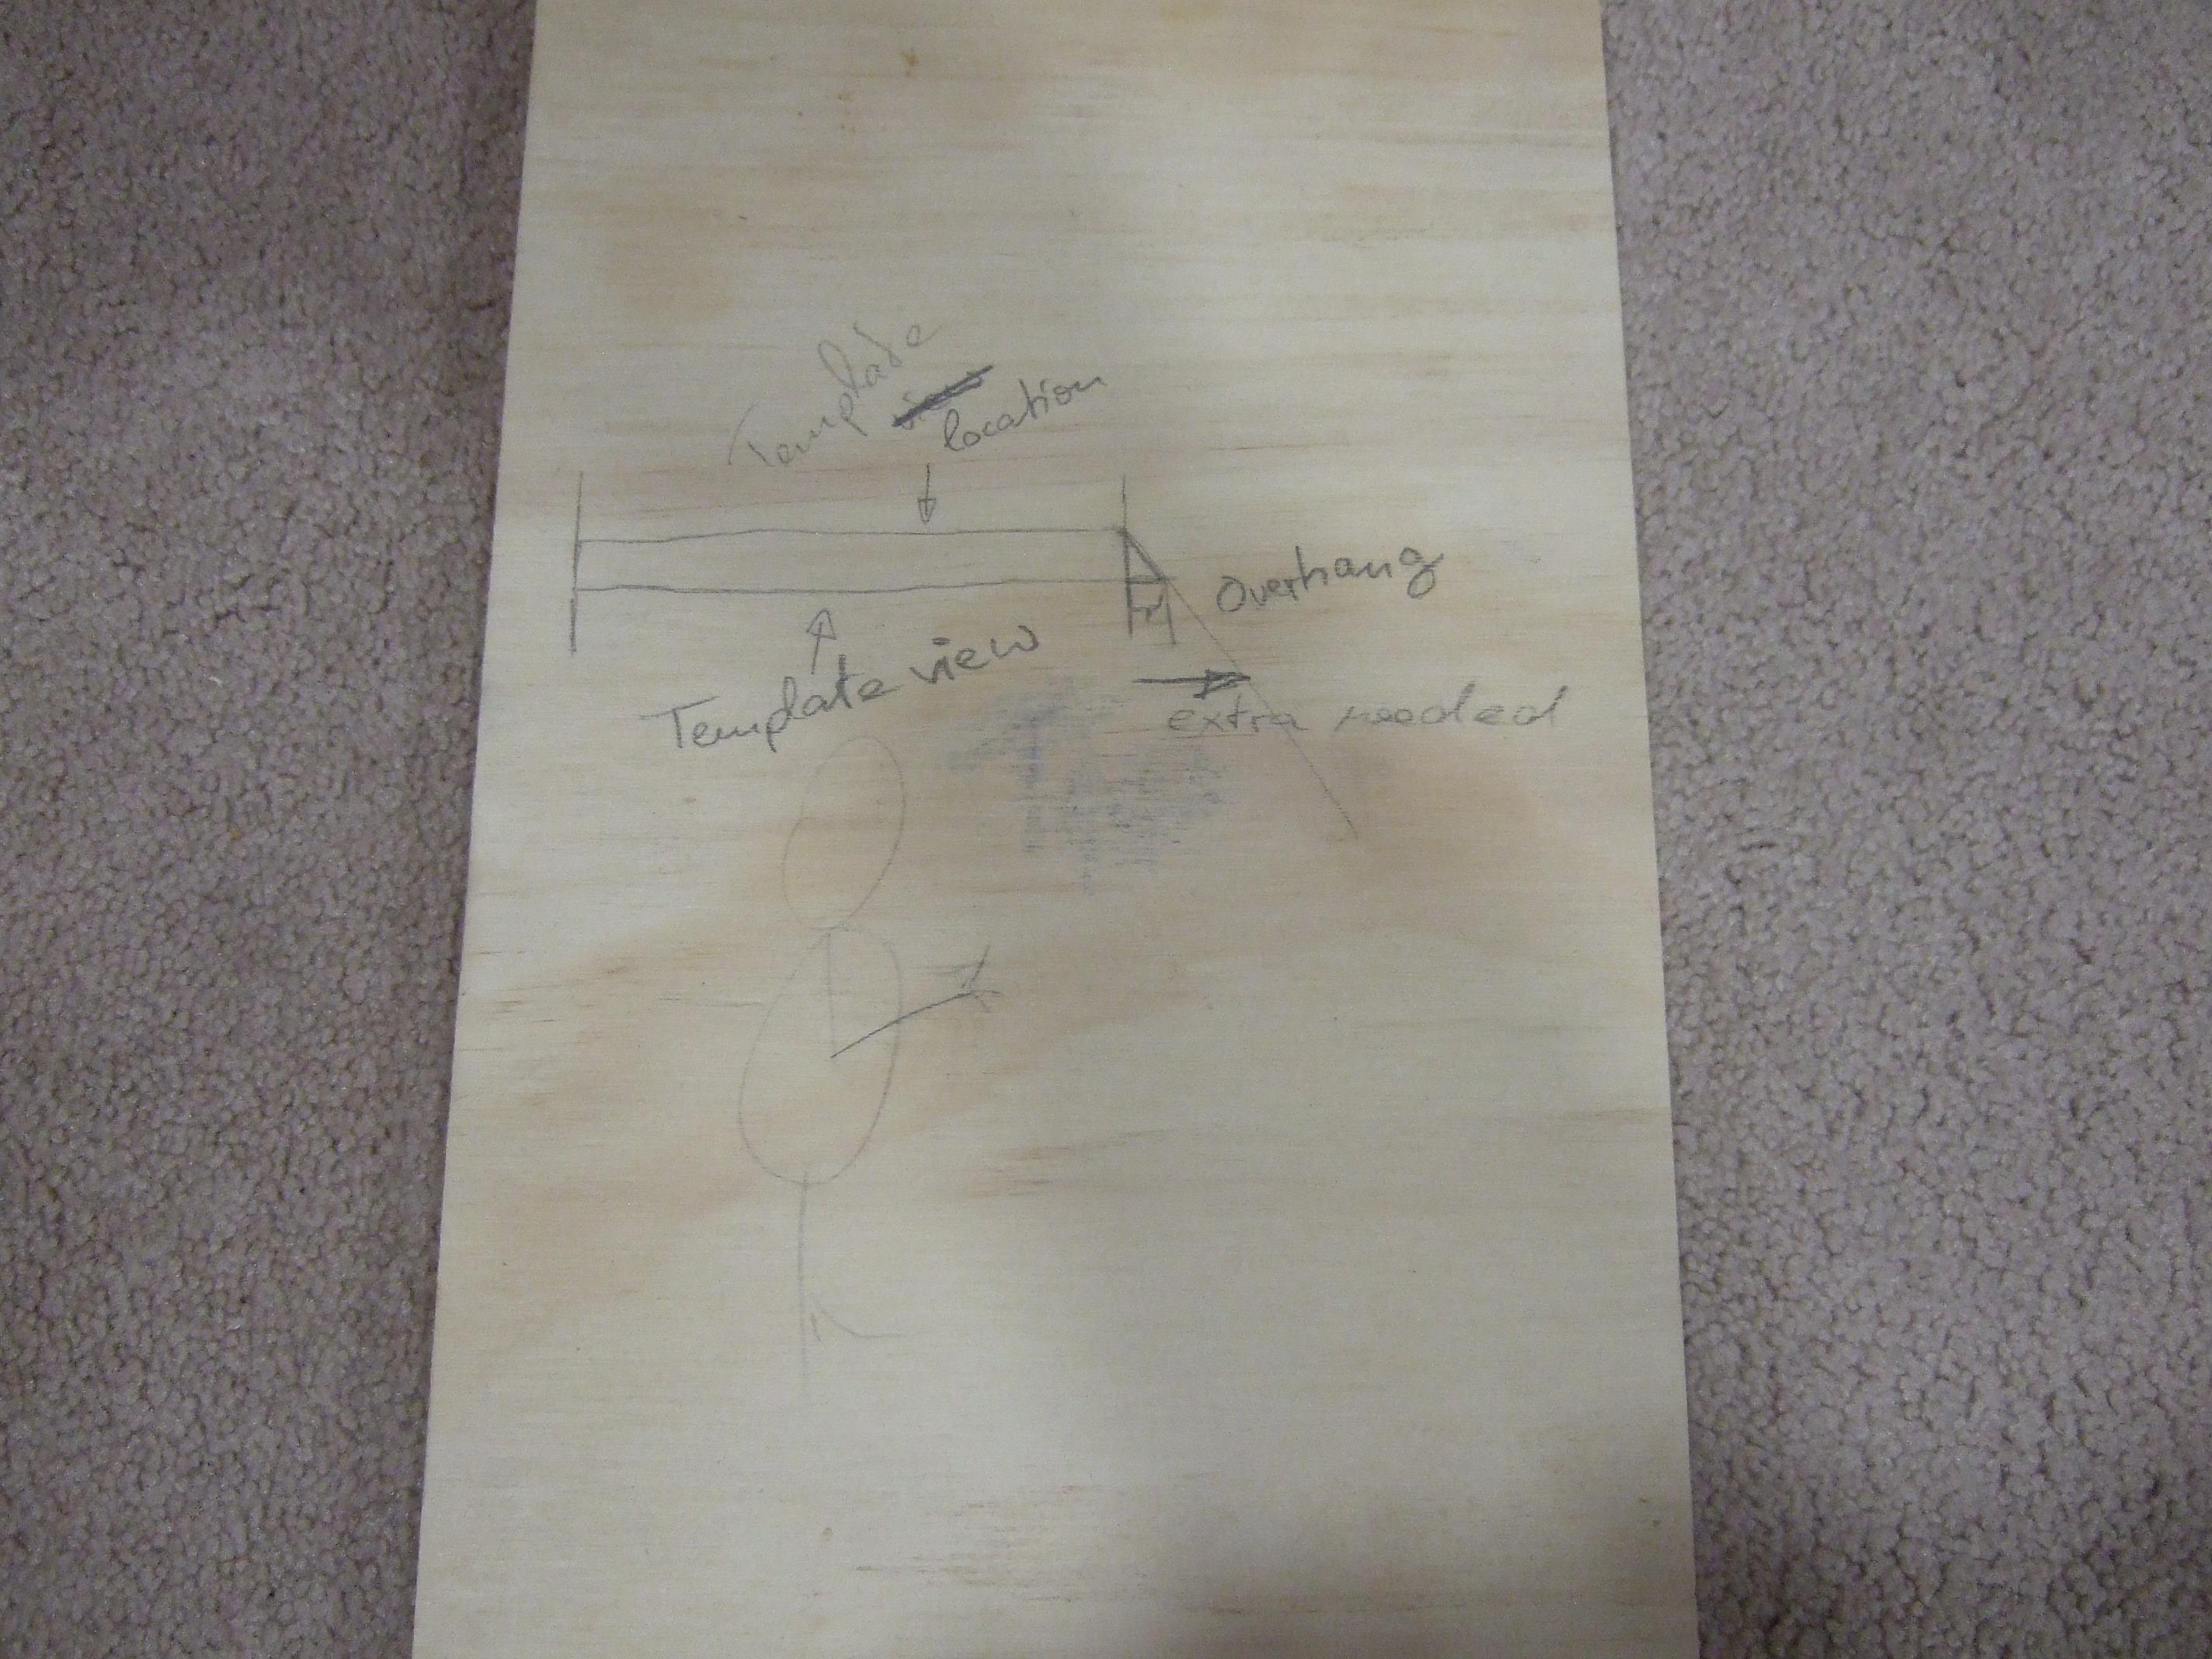 Template
location
Overhang
Template view
extra needed